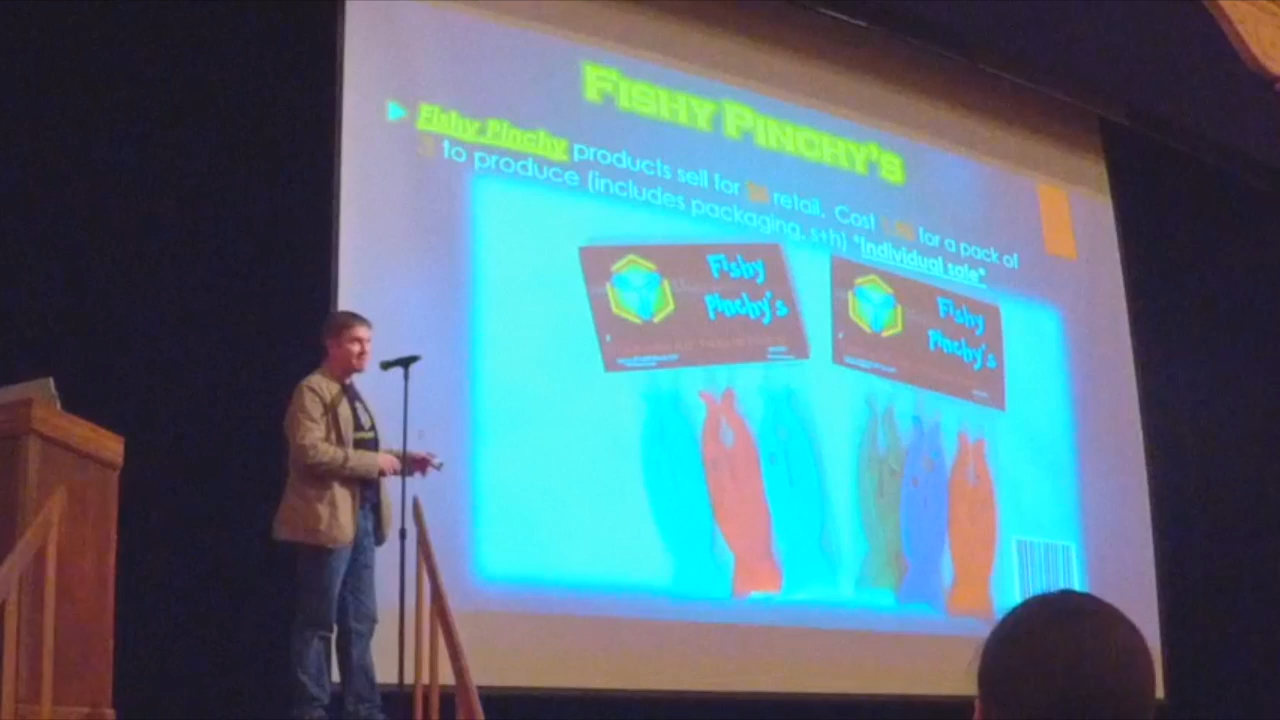 FISHY PINCHY'S
Fishy Pinchy products sell for retail. Cost for a pack of
3 to produce (includes packaging, s+h) *Individual sale*
Fishy
Pinchy's
Fishy
Pinchy's